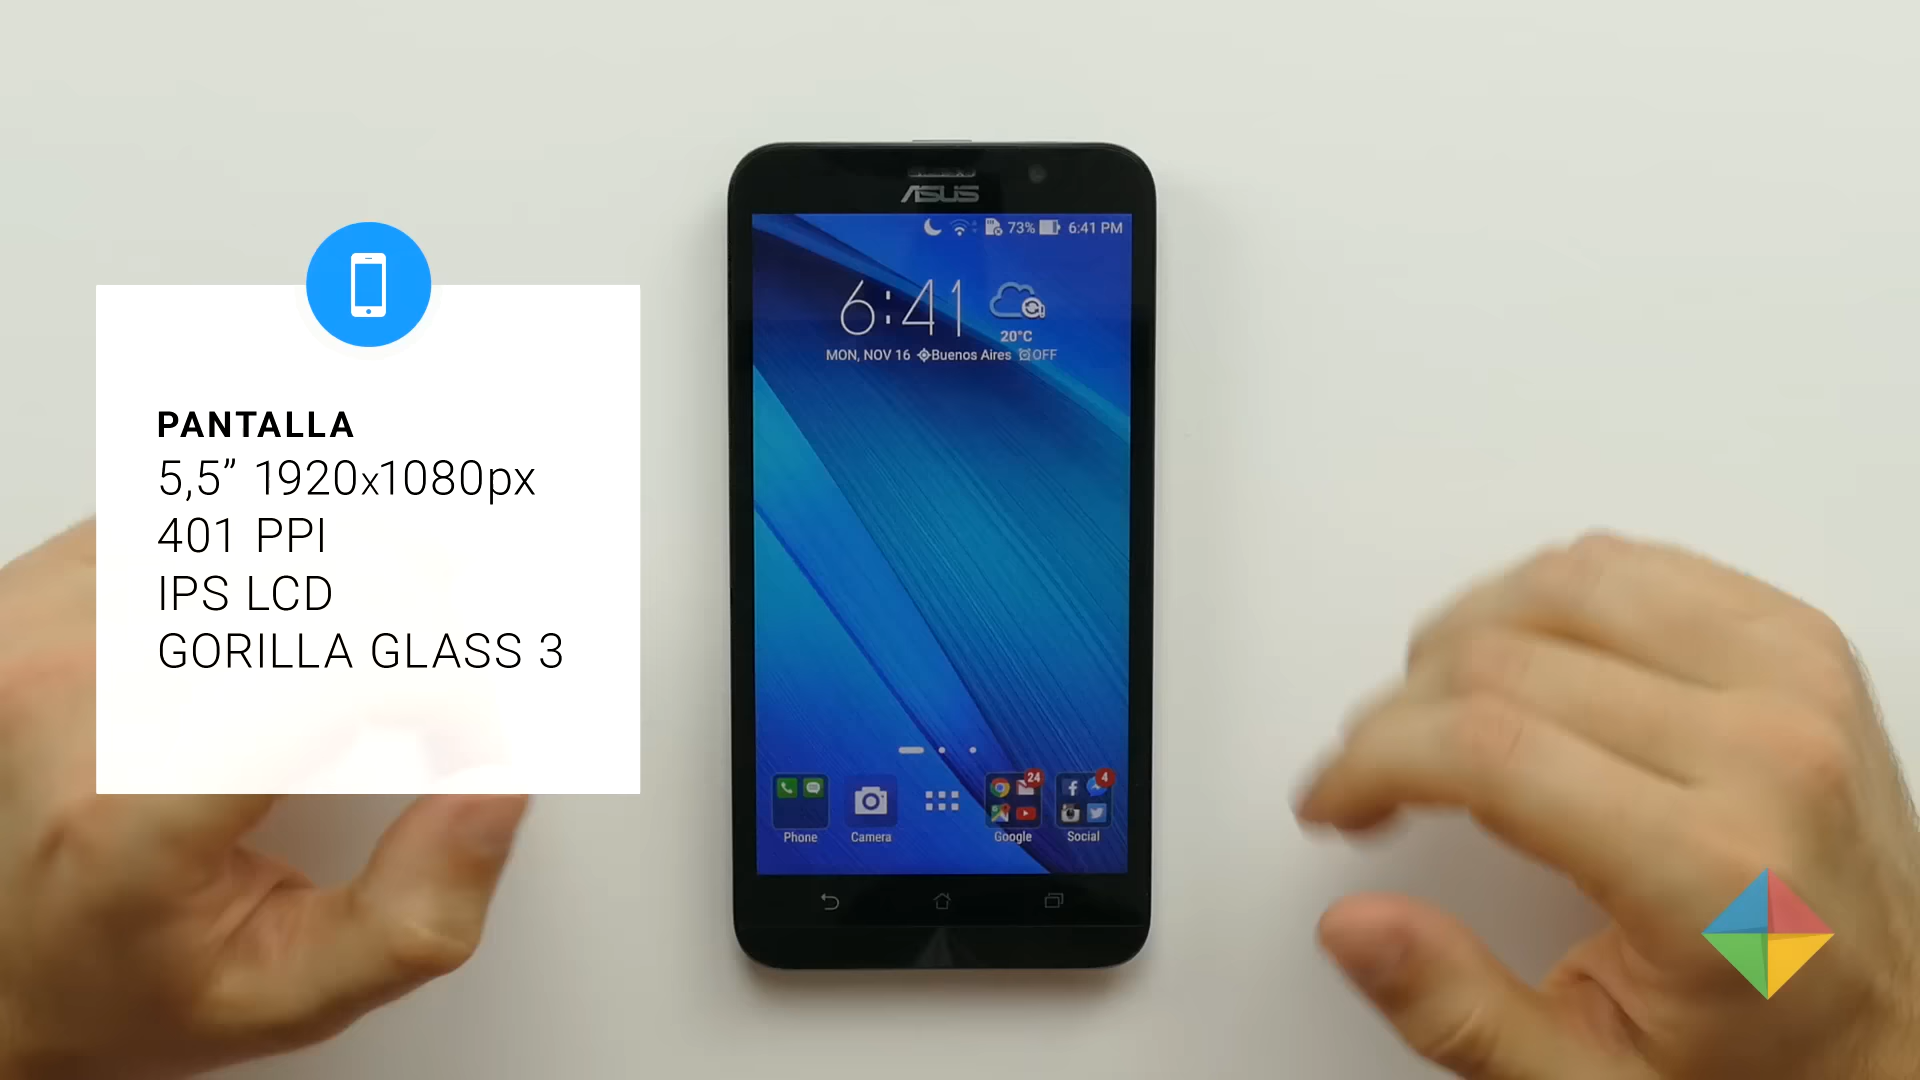 PANTALLA
5,5” 1920x1080px
401 PPI
IPS LCD
GORILLA GLASS 3
ASUS
73% 6:41 PM
6:41
20°C
MON, NOV 16 Buenos Aires OFF
24
4
Phone
Camera
Google
Social